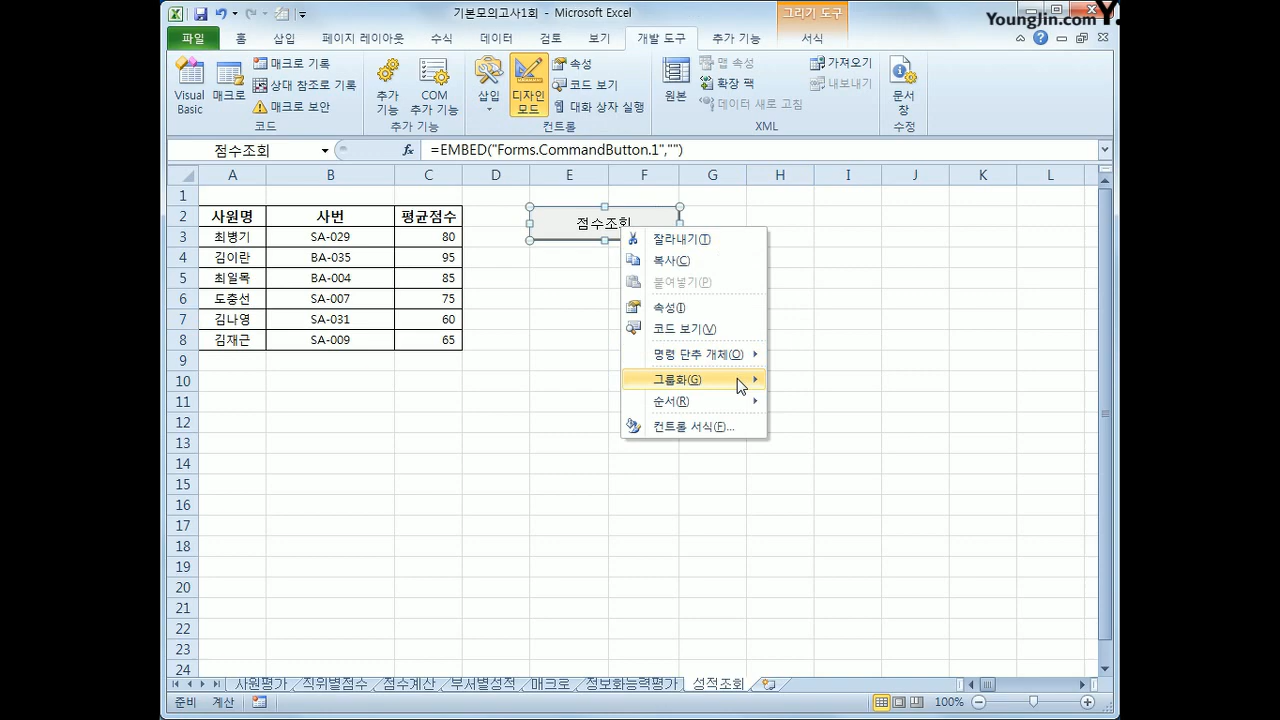 기본모의고사1회 - Microsoft Excel
그리기 도구
YoungJin.com Y.
파일 홈 삽입 페이지 레이아웃 수식 데이터 검토 보기 개발 도구 추가 기능 서식
Visual Basic
매크로
매크로 기록
상대 참조로 기록
매크로 보안
코드
추가 기능
COM 추가 기능
추가 기능
삽입
디자인 모드
속성
코드 보기
대화 상자 실행
컨트롤
원본
맵 속성
확장 팩
데이터 새로 고침
가져오기
내보내기
XML
문서 창
수정
점수조회 fx =EMBED("Forms.CommandButton.1","")
A B C D E F G H I J K L
1
2 사원명 사번 평균점수 점수조회
3 최병기 SA-029 80
4 김이란 BA-035 95
5 최일목 BA-004 85
6 도충선 SA-007 75
7 김나영 SA-031 60
8 김재근 SA-009 65
9
10
11
12
13
14
15
16
17
18
19
20
21
22
23
24
잘라내기(T)
복사(C)
붙여넣기(P)
속성(I)
코드 보기(V)
명령 단추 개체(O)
그룹화(G)
순서(R)
컨트롤 서식(F)...
사원평가 직위별점수 점수계산 부서별성적 매크로 정보화능력평가 성적조회
준비 계산 100%